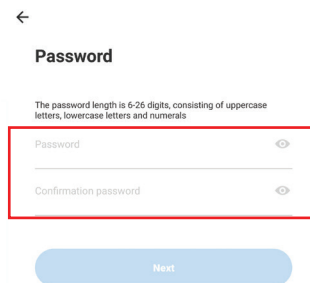 Password
The password length is 6-26 digits, consisting of uppercase
letters, lowercase letters and numerals
Password
Confirmation password
Next